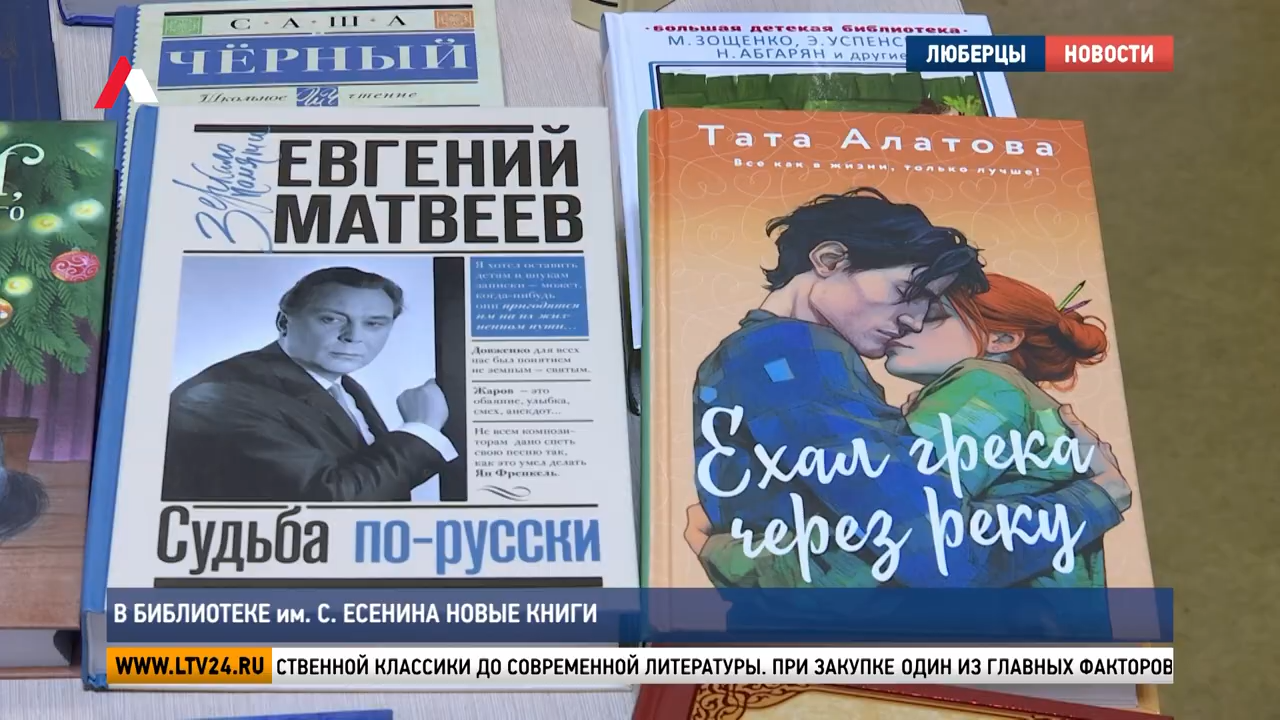 САША
ЧЁРНЫЙ
Школьное чтение
•Большая детская библиотека•
М. ЗОЩЕНКО, Э. УСПЕНС
Н. АБГАРЯН и другие
ЛЮБЕРЦЫ НОВОСТИ
Зеркало памяти
ЕВГЕНИЙ
МАТВЕЕВ
Я хотел оставить
детям и внукам
записки – может,
когда-нибудь
они пригодятся
им на их жиз-
ненном пути...
Довженко для всех
нас был понятием
не земным – святым.
Жаров – это
обаяние, улыбка,
смех, анекдот...
Не всем компози-
торам дано спеть
свою песню так,
как это умел делать
Ян Френкель.
Судьба по-русски
Тата Алатова
Все как в жизни, только лучше!
Ехал грека
через реку
В БИБЛИОТЕКЕ им. С. ЕСЕНИНА НОВЫЕ КНИГИ
WWW.LTV24.RU СТВЕННОЙ КЛАССИКИ ДО СОВРЕМЕННОЙ ЛИТЕРАТУРЫ. ПРИ ЗАКУПКЕ ОДИН ИЗ ГЛАВНЫХ ФАКТОРОВ